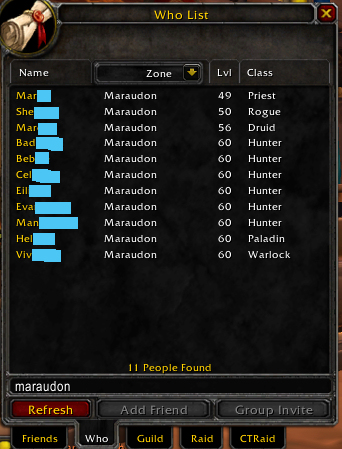 Who List
Name Zone Lvl Class
Mar Maraudon 49 Priest
She Maraudon 50 Rogue
Mar Maraudon 56 Druid
Bad Maraudon 60 Hunter
Beb Maraudon 60 Hunter
Cel Maraudon 60 Hunter
Eil Maraudon 60 Hunter
Eva Maraudon 60 Hunter
Man Maraudon 60 Hunter
Hel Maraudon 60 Paladin
Viv Maraudon 60 Warlock
11 People Found
maraudon
Refresh Add Friend Group Invite
Friends Who Guild Raid CTRaid